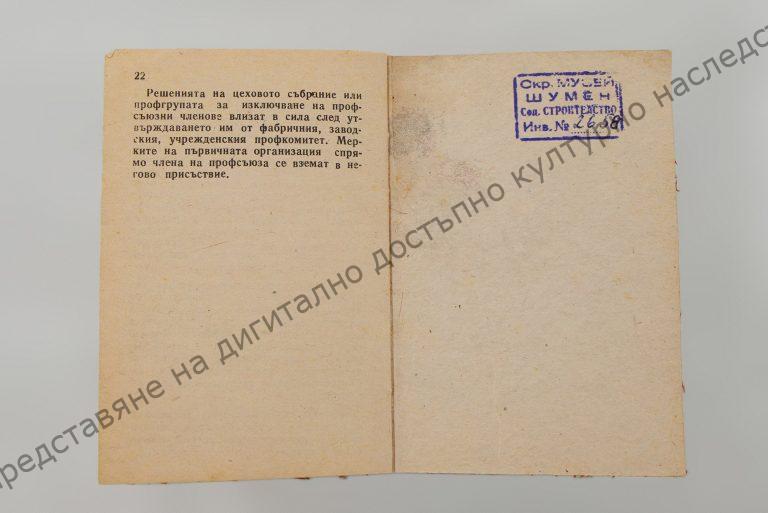 22
Решенията на цеховото събрание или
профгрупата за изключване на проф-
съюзни членове влизат в сила след ут-
върждаването им от фабричния, завод-
ския, учрежденския профкомитет. Мер-
ките на първичната организация спря-
мо члена на профсъюза се вземат в не-
гово присъствие.
Окр. МУЗЕЙ
ШУМЕН
Соц. СТРОИТЕЛСТВО
Инв. № 2658
представяне на дигитално достъпно културно наследст